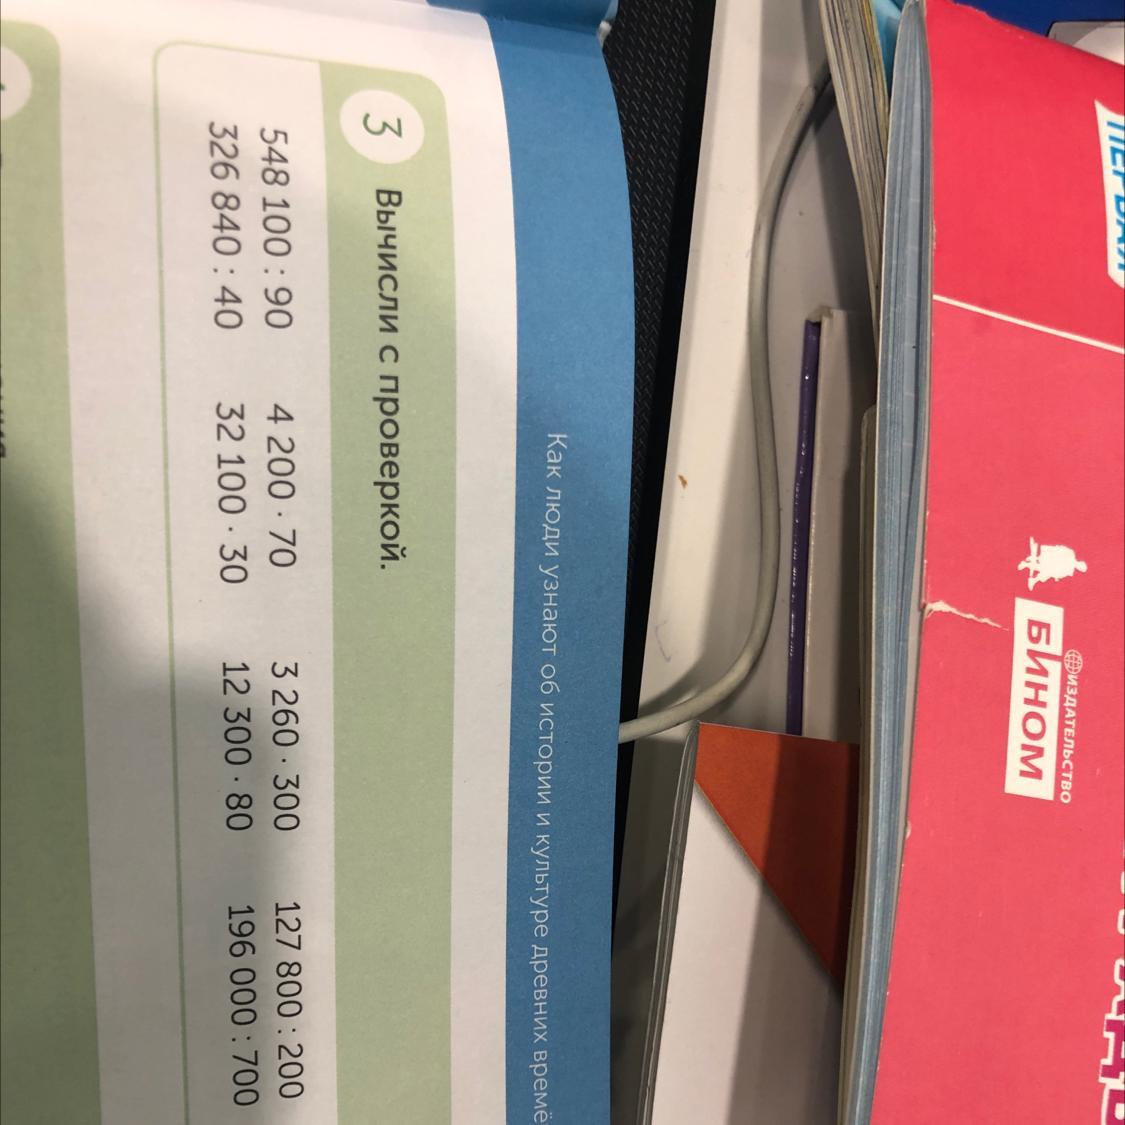 Как люди узнают об истории и культуре древних времё
3 Вычисли с проверкой.
548 100 : 90 4 200 · 70 3 260 · 300 127 800 : 200
326 840 : 40 32 100 · 30 12 300 · 80 196 000 : 700
ИЗДАТЕЛЬСТВО
БИНОМ